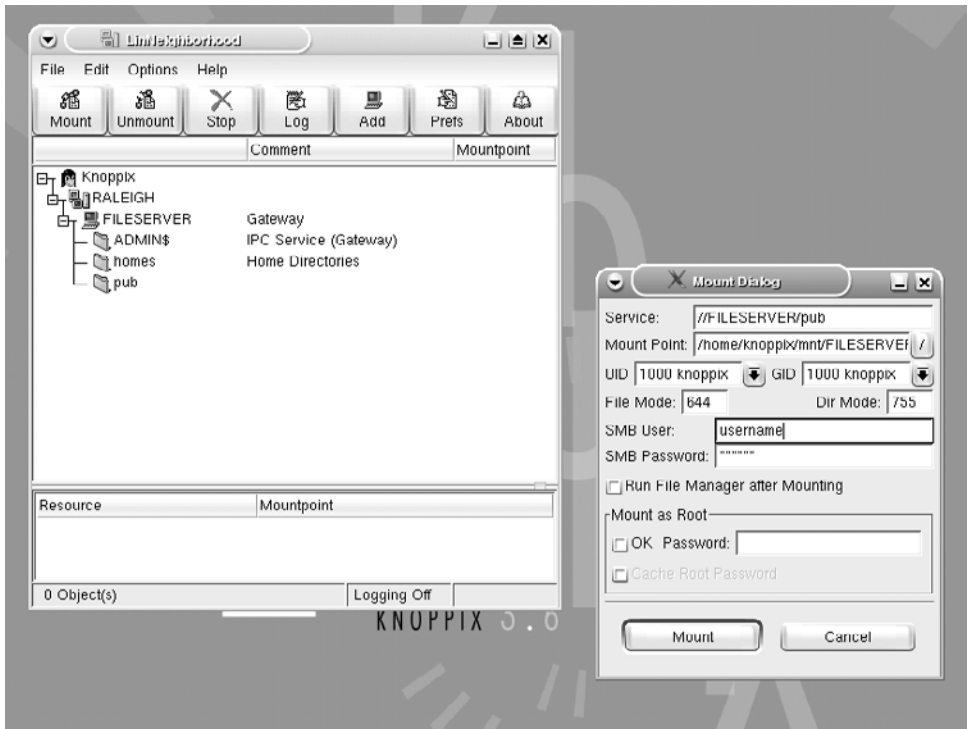 LinNeighborhood
File Edit Options Help
Mount Unmount Stop Log Add Prefs About
Comment Mountpoint
Knoppix
RALEIGH
FILESERVER Gateway
ADMIN$ IPC Service (Gateway)
homes Home Directories
pub
Resource Mountpoint
0 Object(s) Logging Off
KNOPPIX 3.6
Mount Dialog
Service: //FILESERVER/pub
Mount Point: /home/knoppix/mnt/FILESERVER /
UID 1000 knoppix GID 1000 knoppix
File Mode: 644 Dir Mode: 755
SMB User: username
SMB Password: ******
Run File Manager after Mounting
Mount as Root
OK Password:
Cache Root Password
Mount Cancel